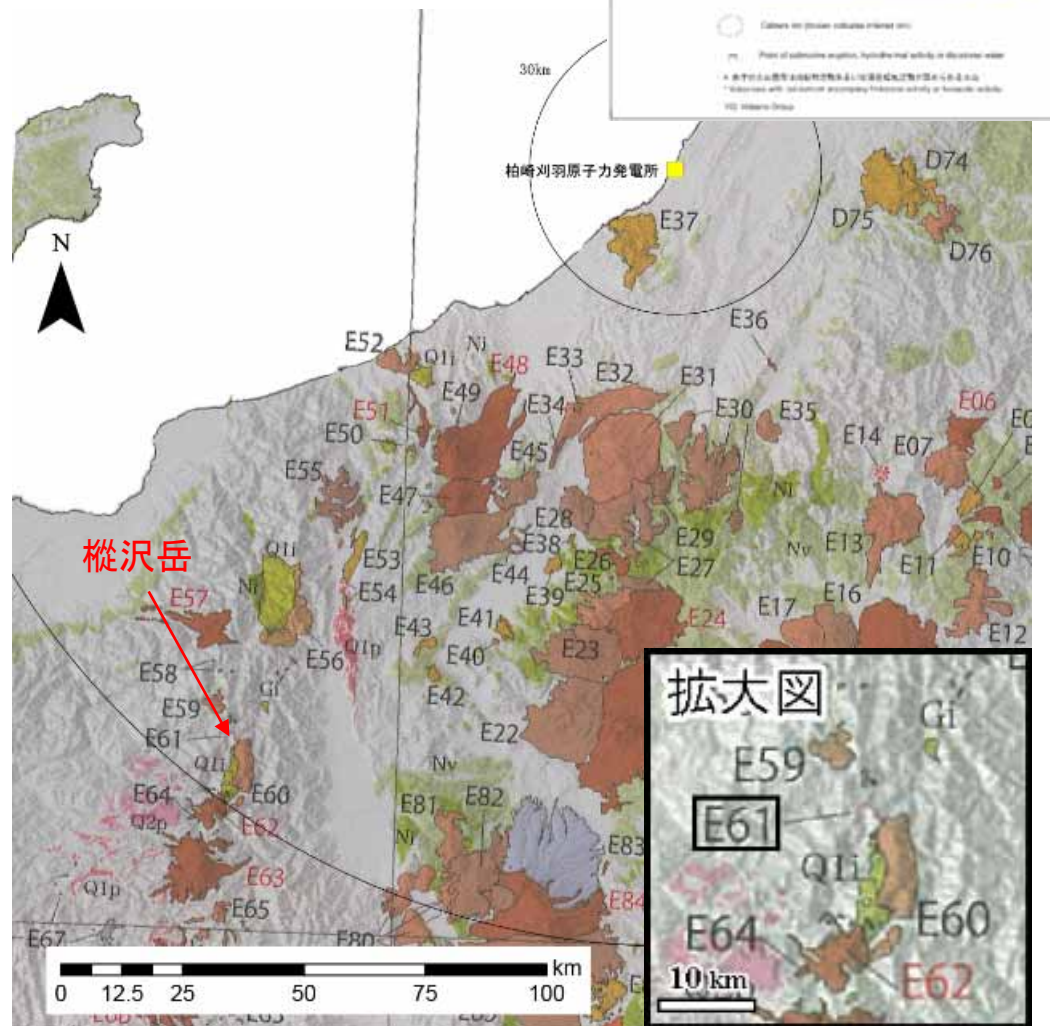 30km
柏崎刈羽原子力発電所
D74
D75
D76
E37
N
E36
E52
Q1i
Ni
E48
E33
E32
E31
E51
E49
E34
E30
E35
E06
E50
E45
E14
E07
E55
E47
Ni
E28
E38
E29
Nv
E13
E11
E10
樅沢岳
Q1i
E53
E26
E27
E44
E25
E46
E54
E39
Ni
E57
E17
E16
E12
E43
E41
E24
Q1p
E40
E23
E58
E56
E42
Gi
E59
E61
E22
Q1i
Nv
E64
E60
E81
E82
Q2p
E62
Ni
E83
E63
Q1p
E84
E65
E67
E80
km
0 12.5 25 50 75 100
拡大図
Gi
E59
E61
Q1i
E60
E64
E62
10 km